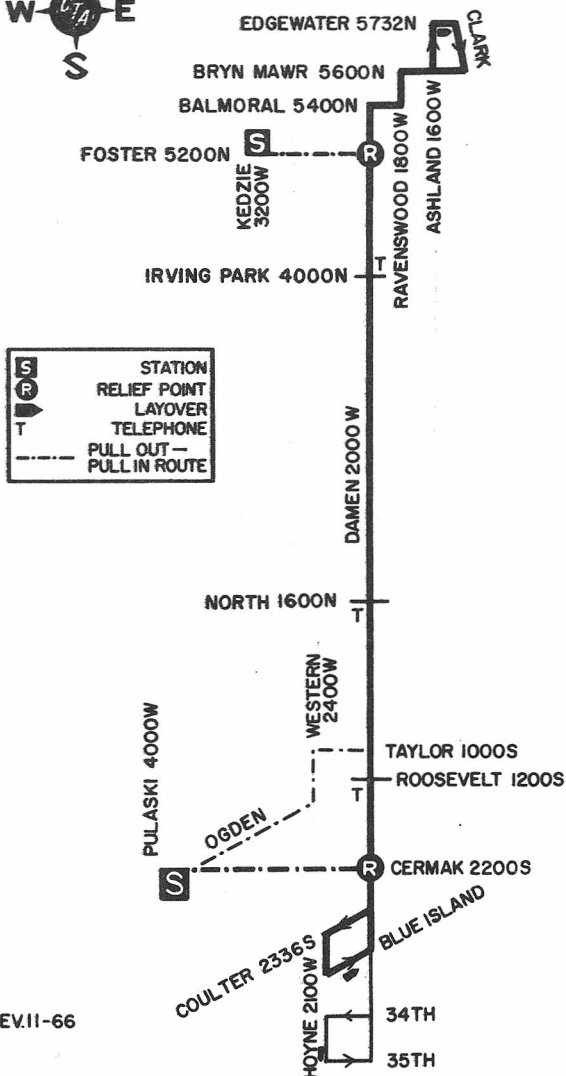 W CTA E
S
EDGEWATER 5732N
CLARK
BRYN MAWR 5600N
BALMORAL 5400N
ASHLAND 1600W
RAVENSWOOD 1800W
FOSTER 5200N
S
R
KEDZIE
3200W
T
IRVING PARK 4000N
S STATION
R RELIEF POINT
LAYOVER
T TELEPHONE
PULL OUT —
PULL IN ROUTE
DAMEN 2000W
NORTH 1600N
T
WESTERN
2400W
PULASKI 4000W
TAYLOR 1000S
ROOSEVELT 1200S
T
OGDEN
S
R
CERMAK 2200S
BLUE ISLAND
COULTER 2336S
HOYNE 2100W
34TH
35TH
EV.11-66